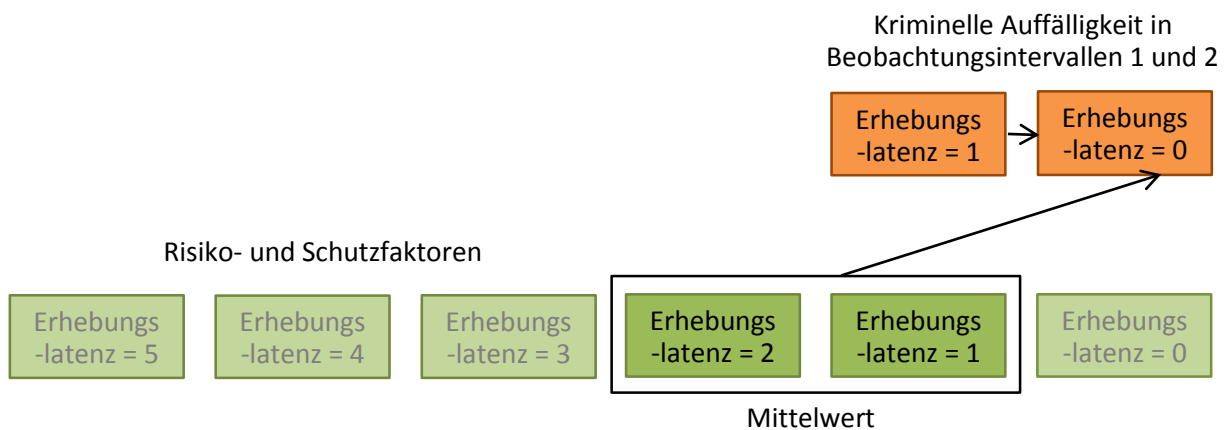 Kriminelle Auffälligkeit in
Beobachtungsintervallen 1 und 2
Erhebungs
-latenz = 1
Erhebungs
-latenz = 0
Risiko- und Schutzfaktoren
Erhebungs
-latenz = 5
Erhebungs
-latenz = 4
Erhebungs
-latenz = 3
Erhebungs
-latenz = 2
Erhebungs
-latenz = 1
Erhebungs
-latenz = 0
Mittelwert